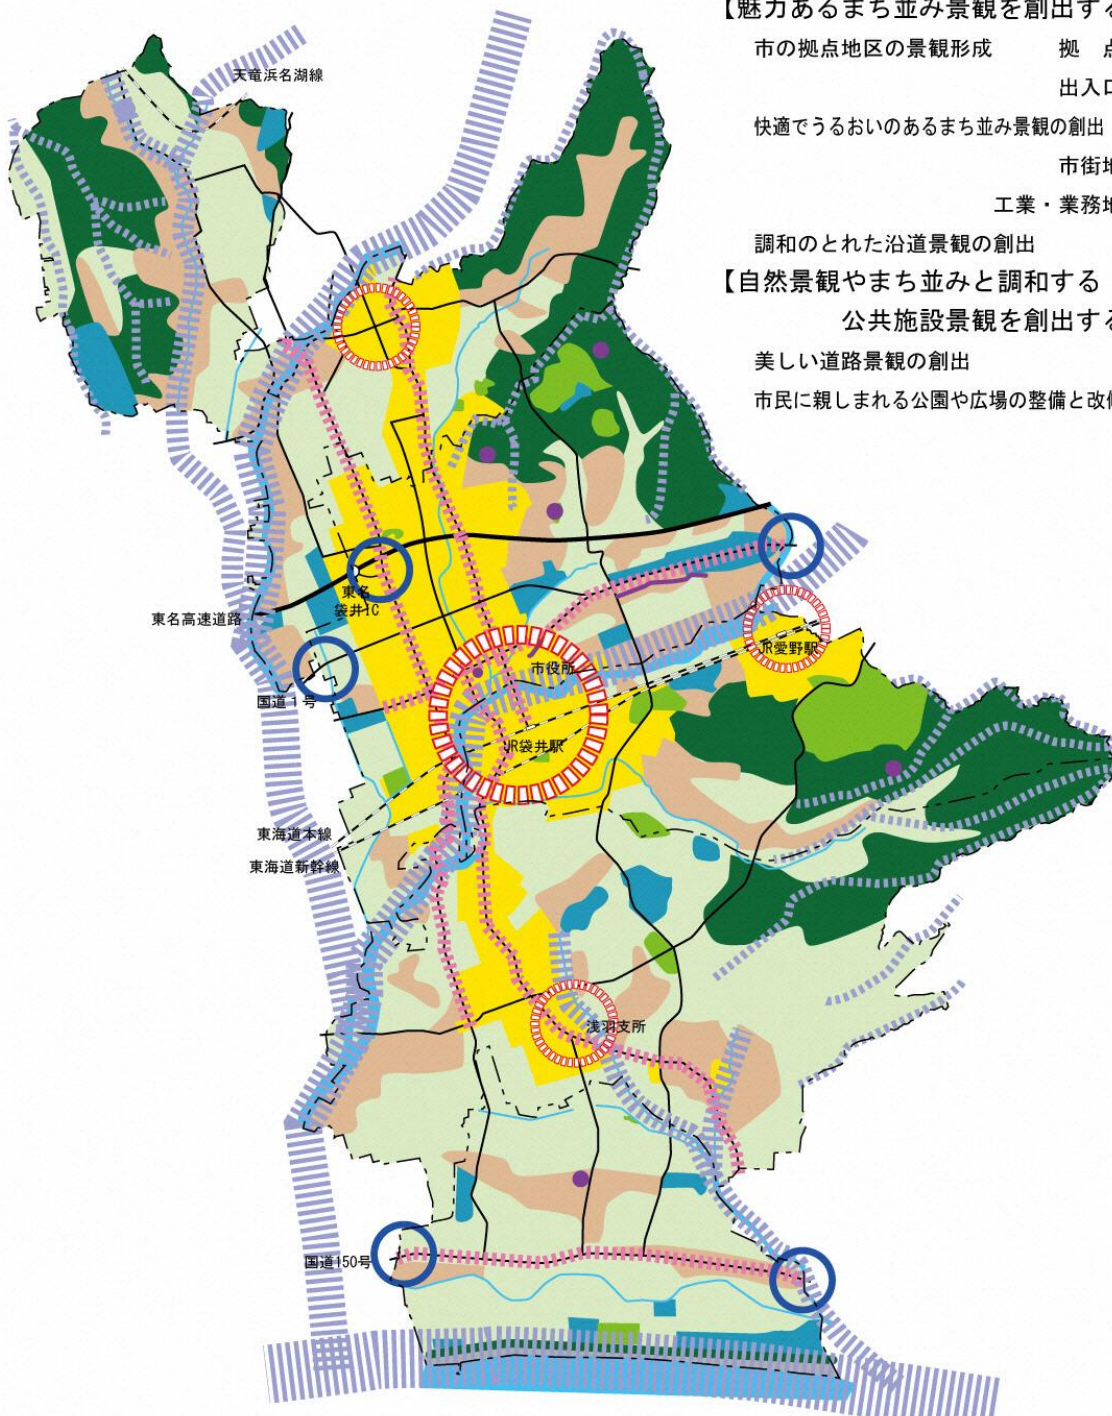 【魅力あるまち並み景観を創出する
市の拠点地区の景観形成　拠　点
出入口
快適でうるおいのあるまち並み景観の創出
市街地
工業・業務地
調和のとれた沿道景観の創出
【自然景観やまち並みと調和する
公共施設景観を創出する
美しい道路景観の創出
市民に親しまれる公園や広場の整備と改修
天竜浜名湖線
東名
袋井IC
東名高速道路
市役所
JR愛野駅
国道１号
JR袋井駅
東海道本線
東海道新幹線
浅羽支所
国道150号